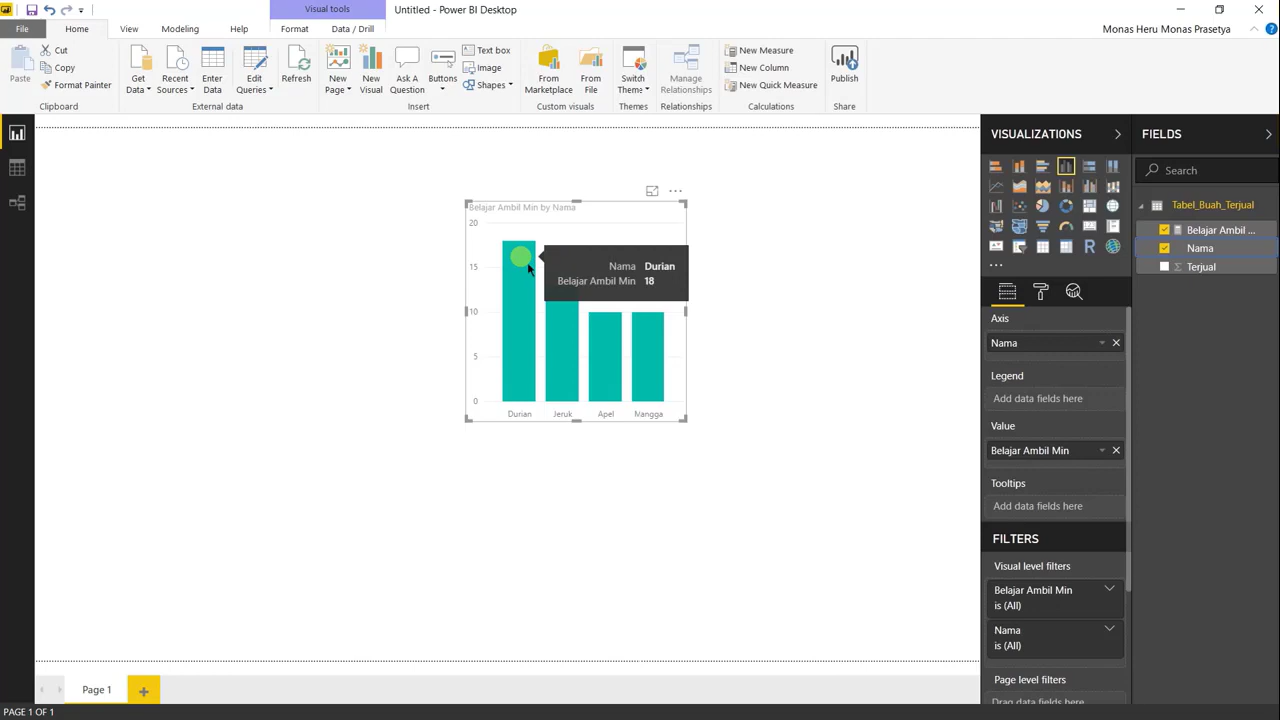 Visual tools
Untitled - Power BI Desktop
File
Home
View
Modeling
Help
Format
Data / Drill
Monas Heru Monas Prasetya
Paste
Cut
Copy
Format Painter
Clipboard
Get Data
Recent Sources
Enter Data
Edit Queries
Refresh
External data
New Page
New Visual
Ask A Question
Buttons
Text box
Image
Shapes
Insert
From Marketplace
From File
Custom visuals
Switch Theme
Themes
Manage Relationships
Relationships
New Measure
New Column
New Quick Measure
Calculations
Publish
Share
Belajar Ambil Min by Nama
20
15
10
5
0
Durian
Jeruk
Apel
Mangga
Nama Durian
Belajar Ambil Min 18
VISUALIZATIONS
R
Axis
Nama
Legend
Add data fields here
Value
Belajar Ambil Min
Tooltips
Add data fields here
FILTERS
Visual level filters
Belajar Ambil Min
is (All)
Nama
is (All)
Page level filters
Drag data fields here
FIELDS
Search
Tabel_Buah_Terjual
Belajar Ambil ...
Nama
Σ Terjual
Page 1
PAGE 1 OF 1